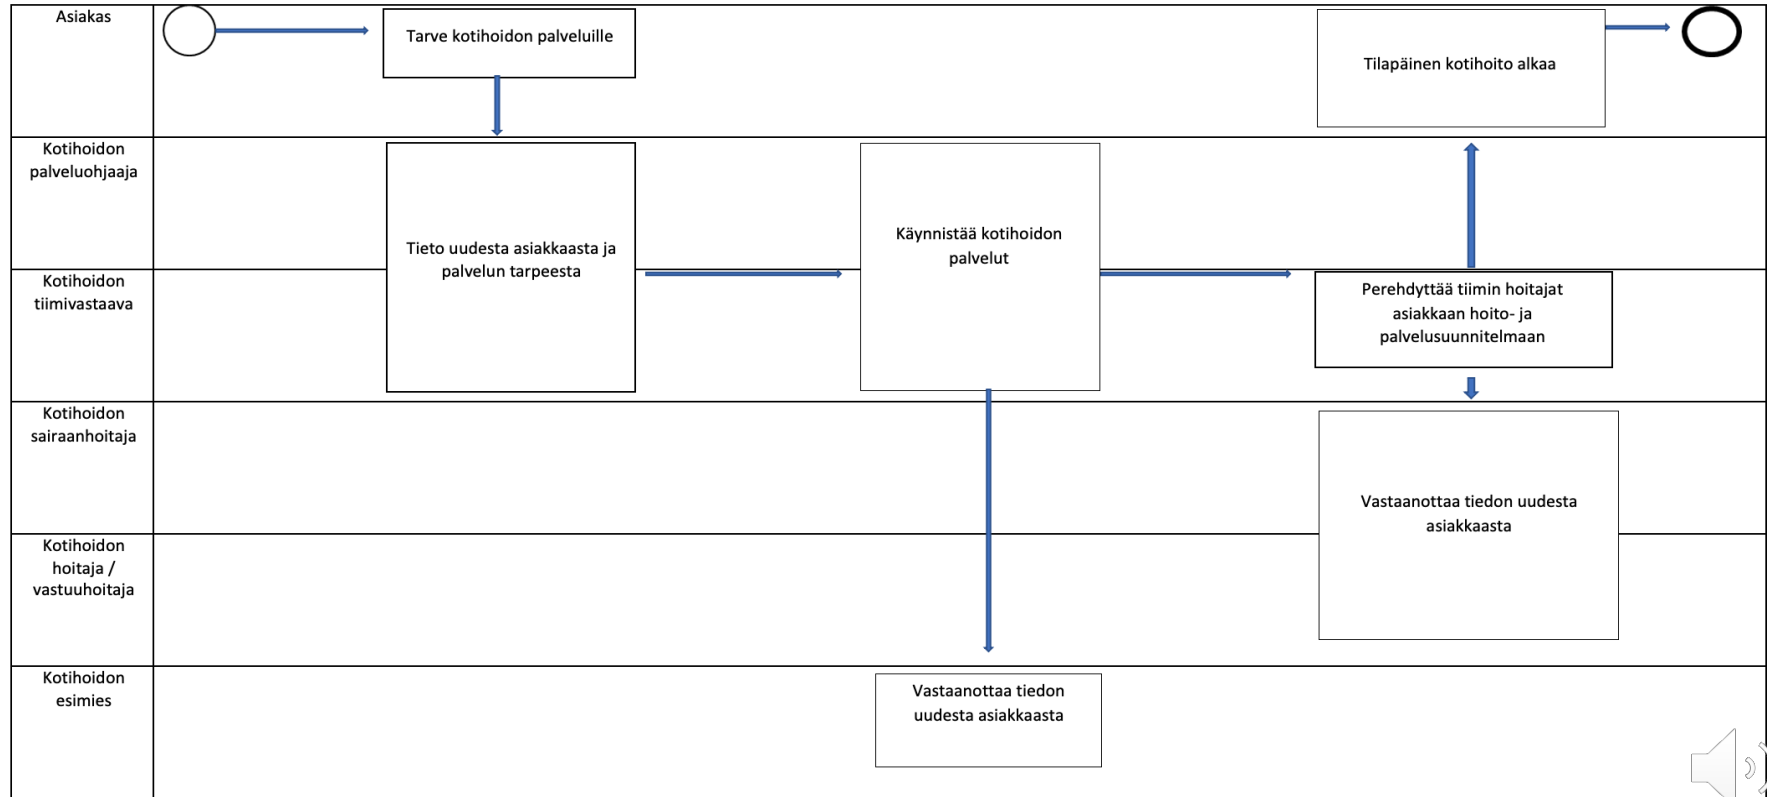 Asiakas
Tarve kotihoidon palveluille
Tilapäinen kotihoito alkaa
Kotihoidon
palveluohjaaja
Tieto uudesta asiakkaasta ja
palvelun tarpeesta
Käynnistää kotihoidon
palvelut
Kotihoidon
tiimivastaava
Perehdyttää tiimin hoitajat
asiakkaan hoito- ja
palvelusuunnitelmaan
Kotihoidon
sairaanhoitaja
Vastaanottaa tiedon uudesta
asiakkaasta
Kotihoidon
hoitaja /
vastuuhoitaja
Kotihoidon
esimies
Vastaanottaa tiedon
uudesta asiakkaasta